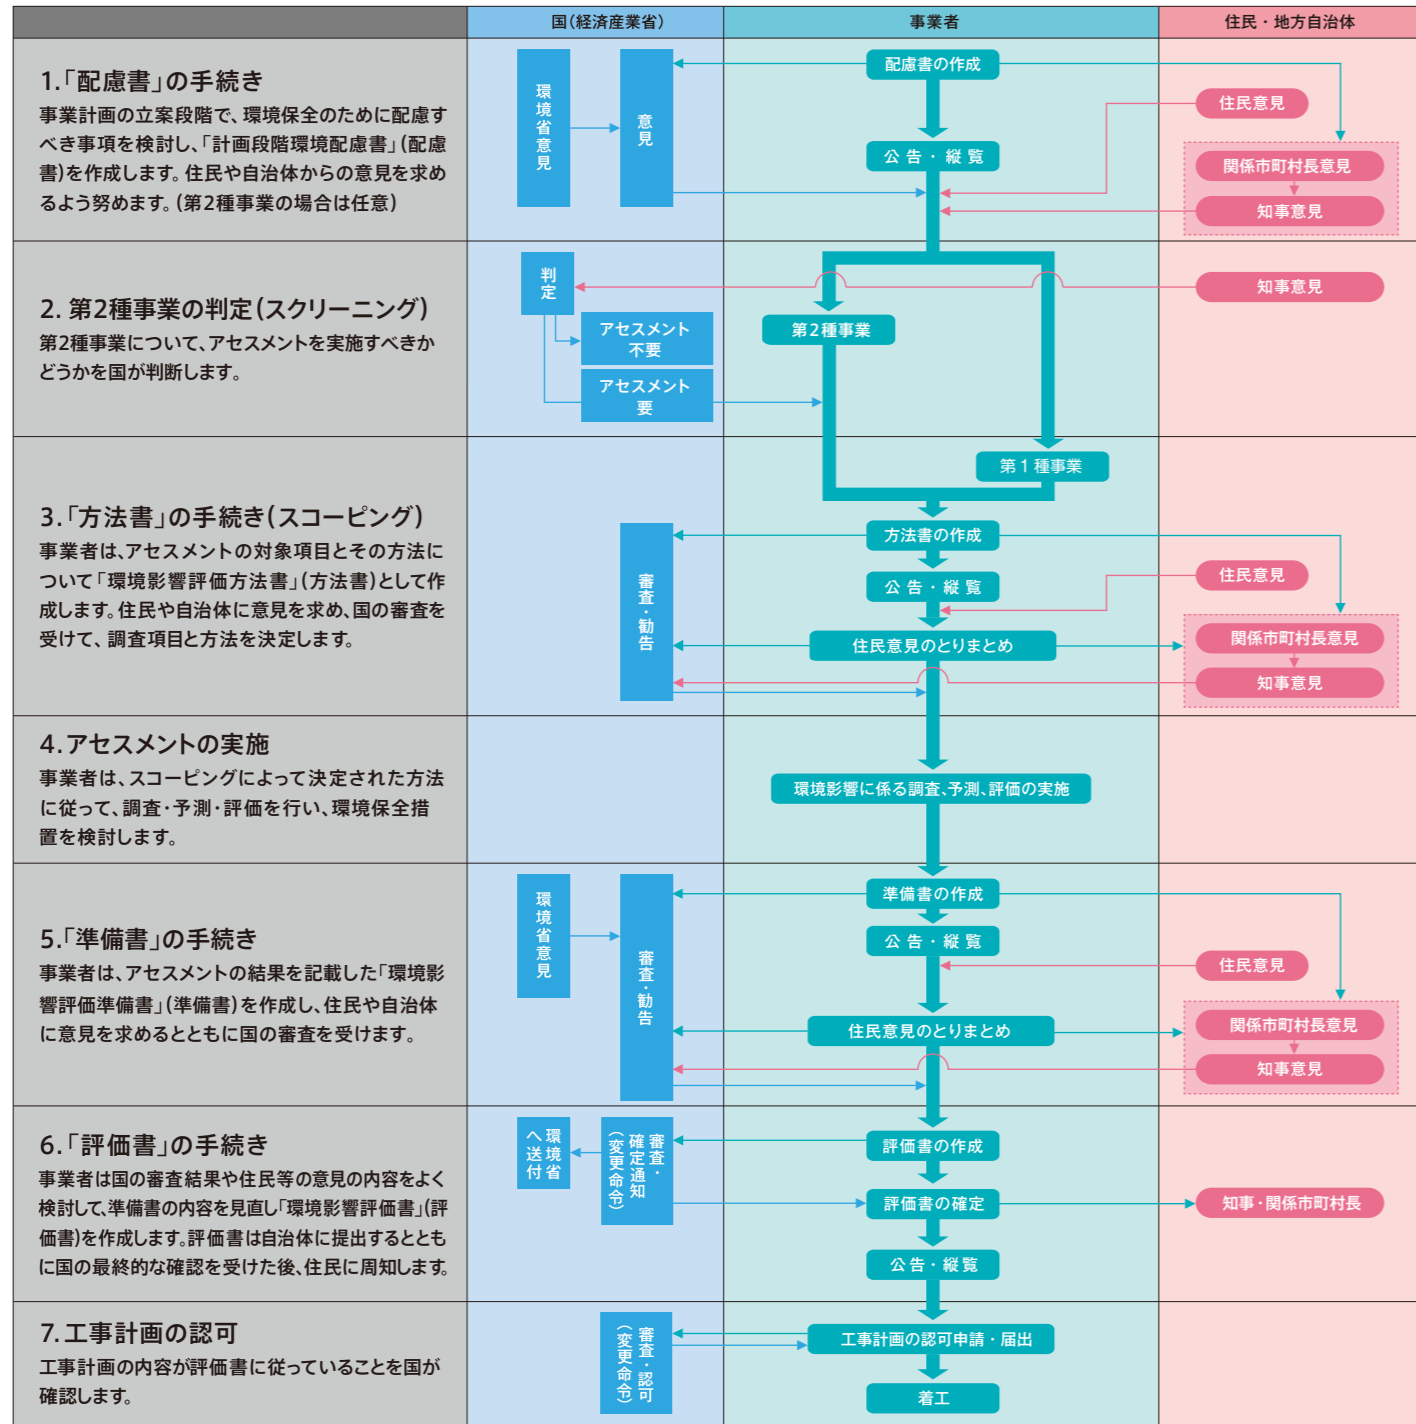 国(経済産業省)
事業者
住民・地方自治体
1.「配慮書」の手続き
事業計画の立案段階で、環境保全のために配慮す
べき事項を検討し、「計画段階環境配慮書」(配慮
書)を作成します。住民や自治体からの意見を求め
るよう努めます。(第2種事業の場合は任意)
環境省意見
意見
配慮書の作成
公告・縦覧
住民意見
関係市町村長意見
知事意見
2. 第2種事業の判定(スクリーニング)
第2種事業について、アセスメントを実施すべきか
どうかを国が判断します。
判定
アセスメント
不要
アセスメント
要
第2種事業
知事意見
第1種事業
3.「方法書」の手続き(スコーピング)
事業者は、アセスメントの対象項目とその方法に
ついて「環境影響評価方法書」(方法書)として作
成します。住民や自治体に意見を求め、国の審査を
受けて、調査項目と方法を決定します。
審査・勧告
方法書の作成
公告・縦覧
住民意見のとりまとめ
住民意見
関係市町村長意見
知事意見
4.アセスメントの実施
事業者は、スコーピングによって決定された方法
に従って、調査・予測・評価を行い、環境保全措
置を検討します。
環境影響に係る調査、予測、評価の実施
5.「準備書」の手続き
事業者は、アセスメントの結果を記載した「環境影
響評価準備書」(準備書)を作成し、住民や自治体
に意見を求めるとともに国の審査を受けます。
環境省意見
審査・勧告
準備書の作成
公告・縦覧
住民意見のとりまとめ
住民意見
関係市町村長意見
知事意見
6.「評価書」の手続き
事業者は国の審査結果や住民等の意見の内容をよく
検討して、準備書の内容を見直し「環境影響評価書」(評
価書)を作成します。評価書は自治体に提出するととも
に国の最終的な確認を受けた後、住民に周知します。
環境省
へ送付
審査・
確定通知
(変更命令)
評価書の作成
評価書の確定
公告・縦覧
知事・関係市町村長
7.工事計画の認可
工事計画の内容が評価書に従っていることを国が
確認します。
審査・認可
(変更命令)
工事計画の認可申請・届出
着工